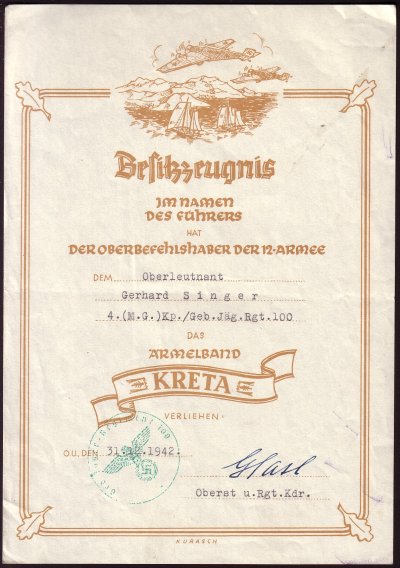 Besitzzeugnis
IM NAMEN
DES FÜHRERS
HAT
DER OBERBEFEHLSHABER DER 12·ARMEE
DEM Oberleutnant
Gerhard Singer
4.(M.G.)Kp./Geb.Jäg.Rgt.100
DAS
ÄRMELBAND
KRETA
VERLIEHEN·
O.U., DEN 31.12.1942.
Glasl
Oberst u.Rgt.Kdr.
KURASCH